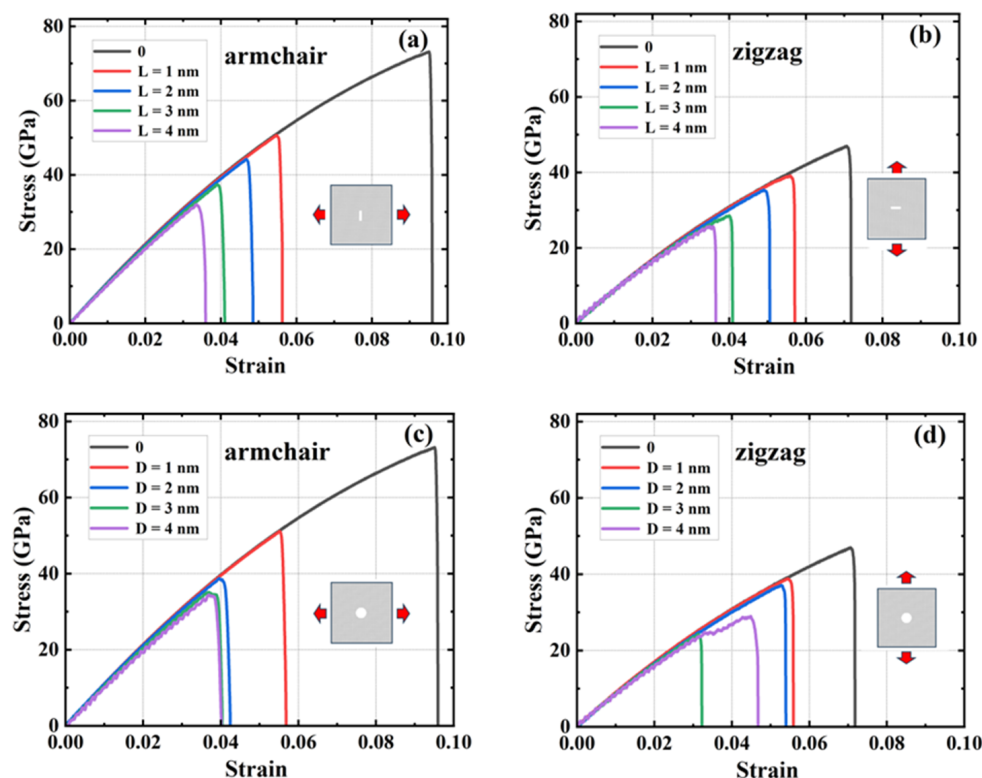 (a)
armchair
0
L = 1 nm
L = 2 nm
L = 3 nm
L = 4 nm
80
60
40
20
0
Stress (GPa)
0.00 0.02 0.04 0.06 0.08 0.10
Strain
(b)
zigzag
0
L = 1 nm
L = 2 nm
L = 3 nm
L = 4 nm
80
60
40
20
0
Stress (GPa)
0.00 0.02 0.04 0.06 0.08 0.10
Strain
(c)
armchair
0
D = 1 nm
D = 2 nm
D = 3 nm
D = 4 nm
80
60
40
20
0
Stress (GPa)
0.00 0.02 0.04 0.06 0.08 0.10
Strain
(d)
zigzag
0
D = 1 nm
D = 2 nm
D = 3 nm
D = 4 nm
80
60
40
20
0
Stress (GPa)
0.00 0.02 0.04 0.06 0.08 0.10
Strain